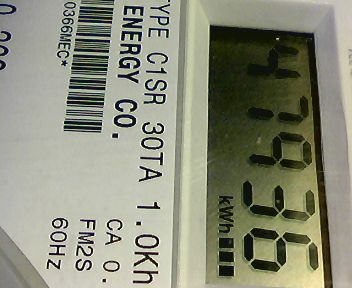 47936
kWh
TYPE C1SR 30TA 1.0Kh
ENERGY CO. CA 0.
FM2S
0366MEC* 60HZ